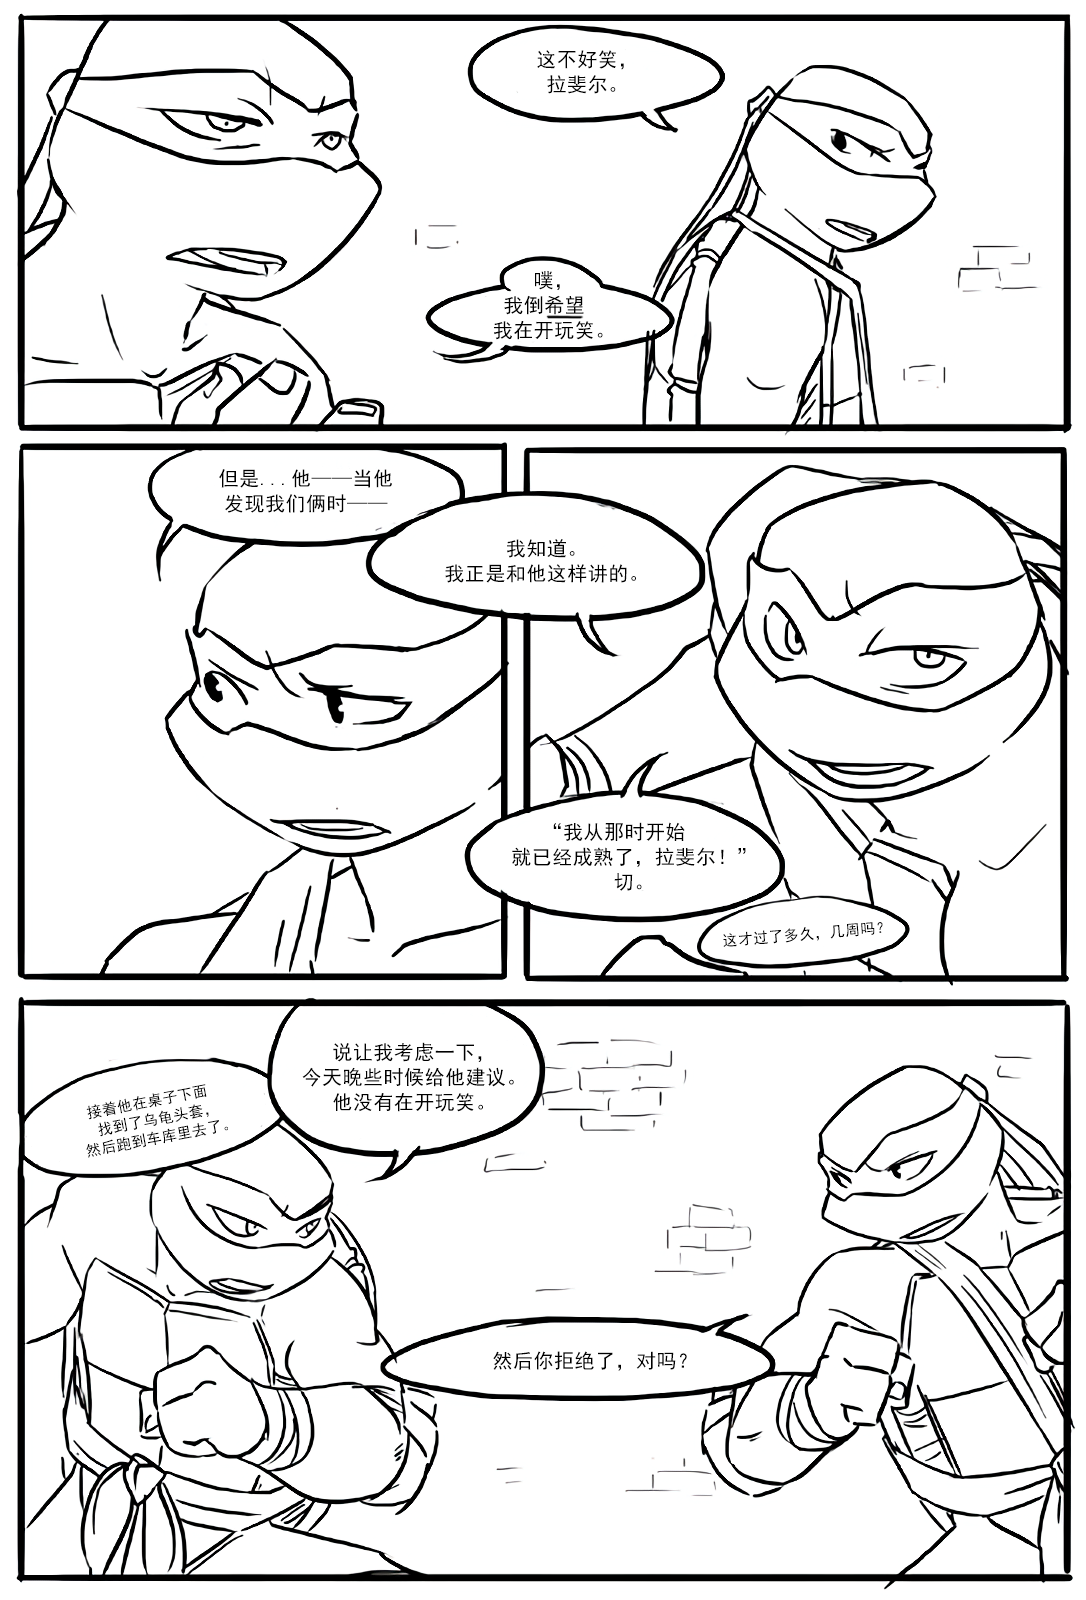 这不好笑，
拉斐尔。
噗，
我倒希望
我在开玩笑。
但是...他——当他
发现我们俩时——
我知道。
我正是和他这样讲的。
“我从那时开始
就已经成熟了，拉斐尔！”
切。
这才过了多久，几周吗？
说让我考虑一下，
今天晚些时候给他建议。
他没有在开玩笑。
接着他在桌子下面
找到了乌龟头套，
然后跑到车库里去了。
然后你拒绝了，对吗？